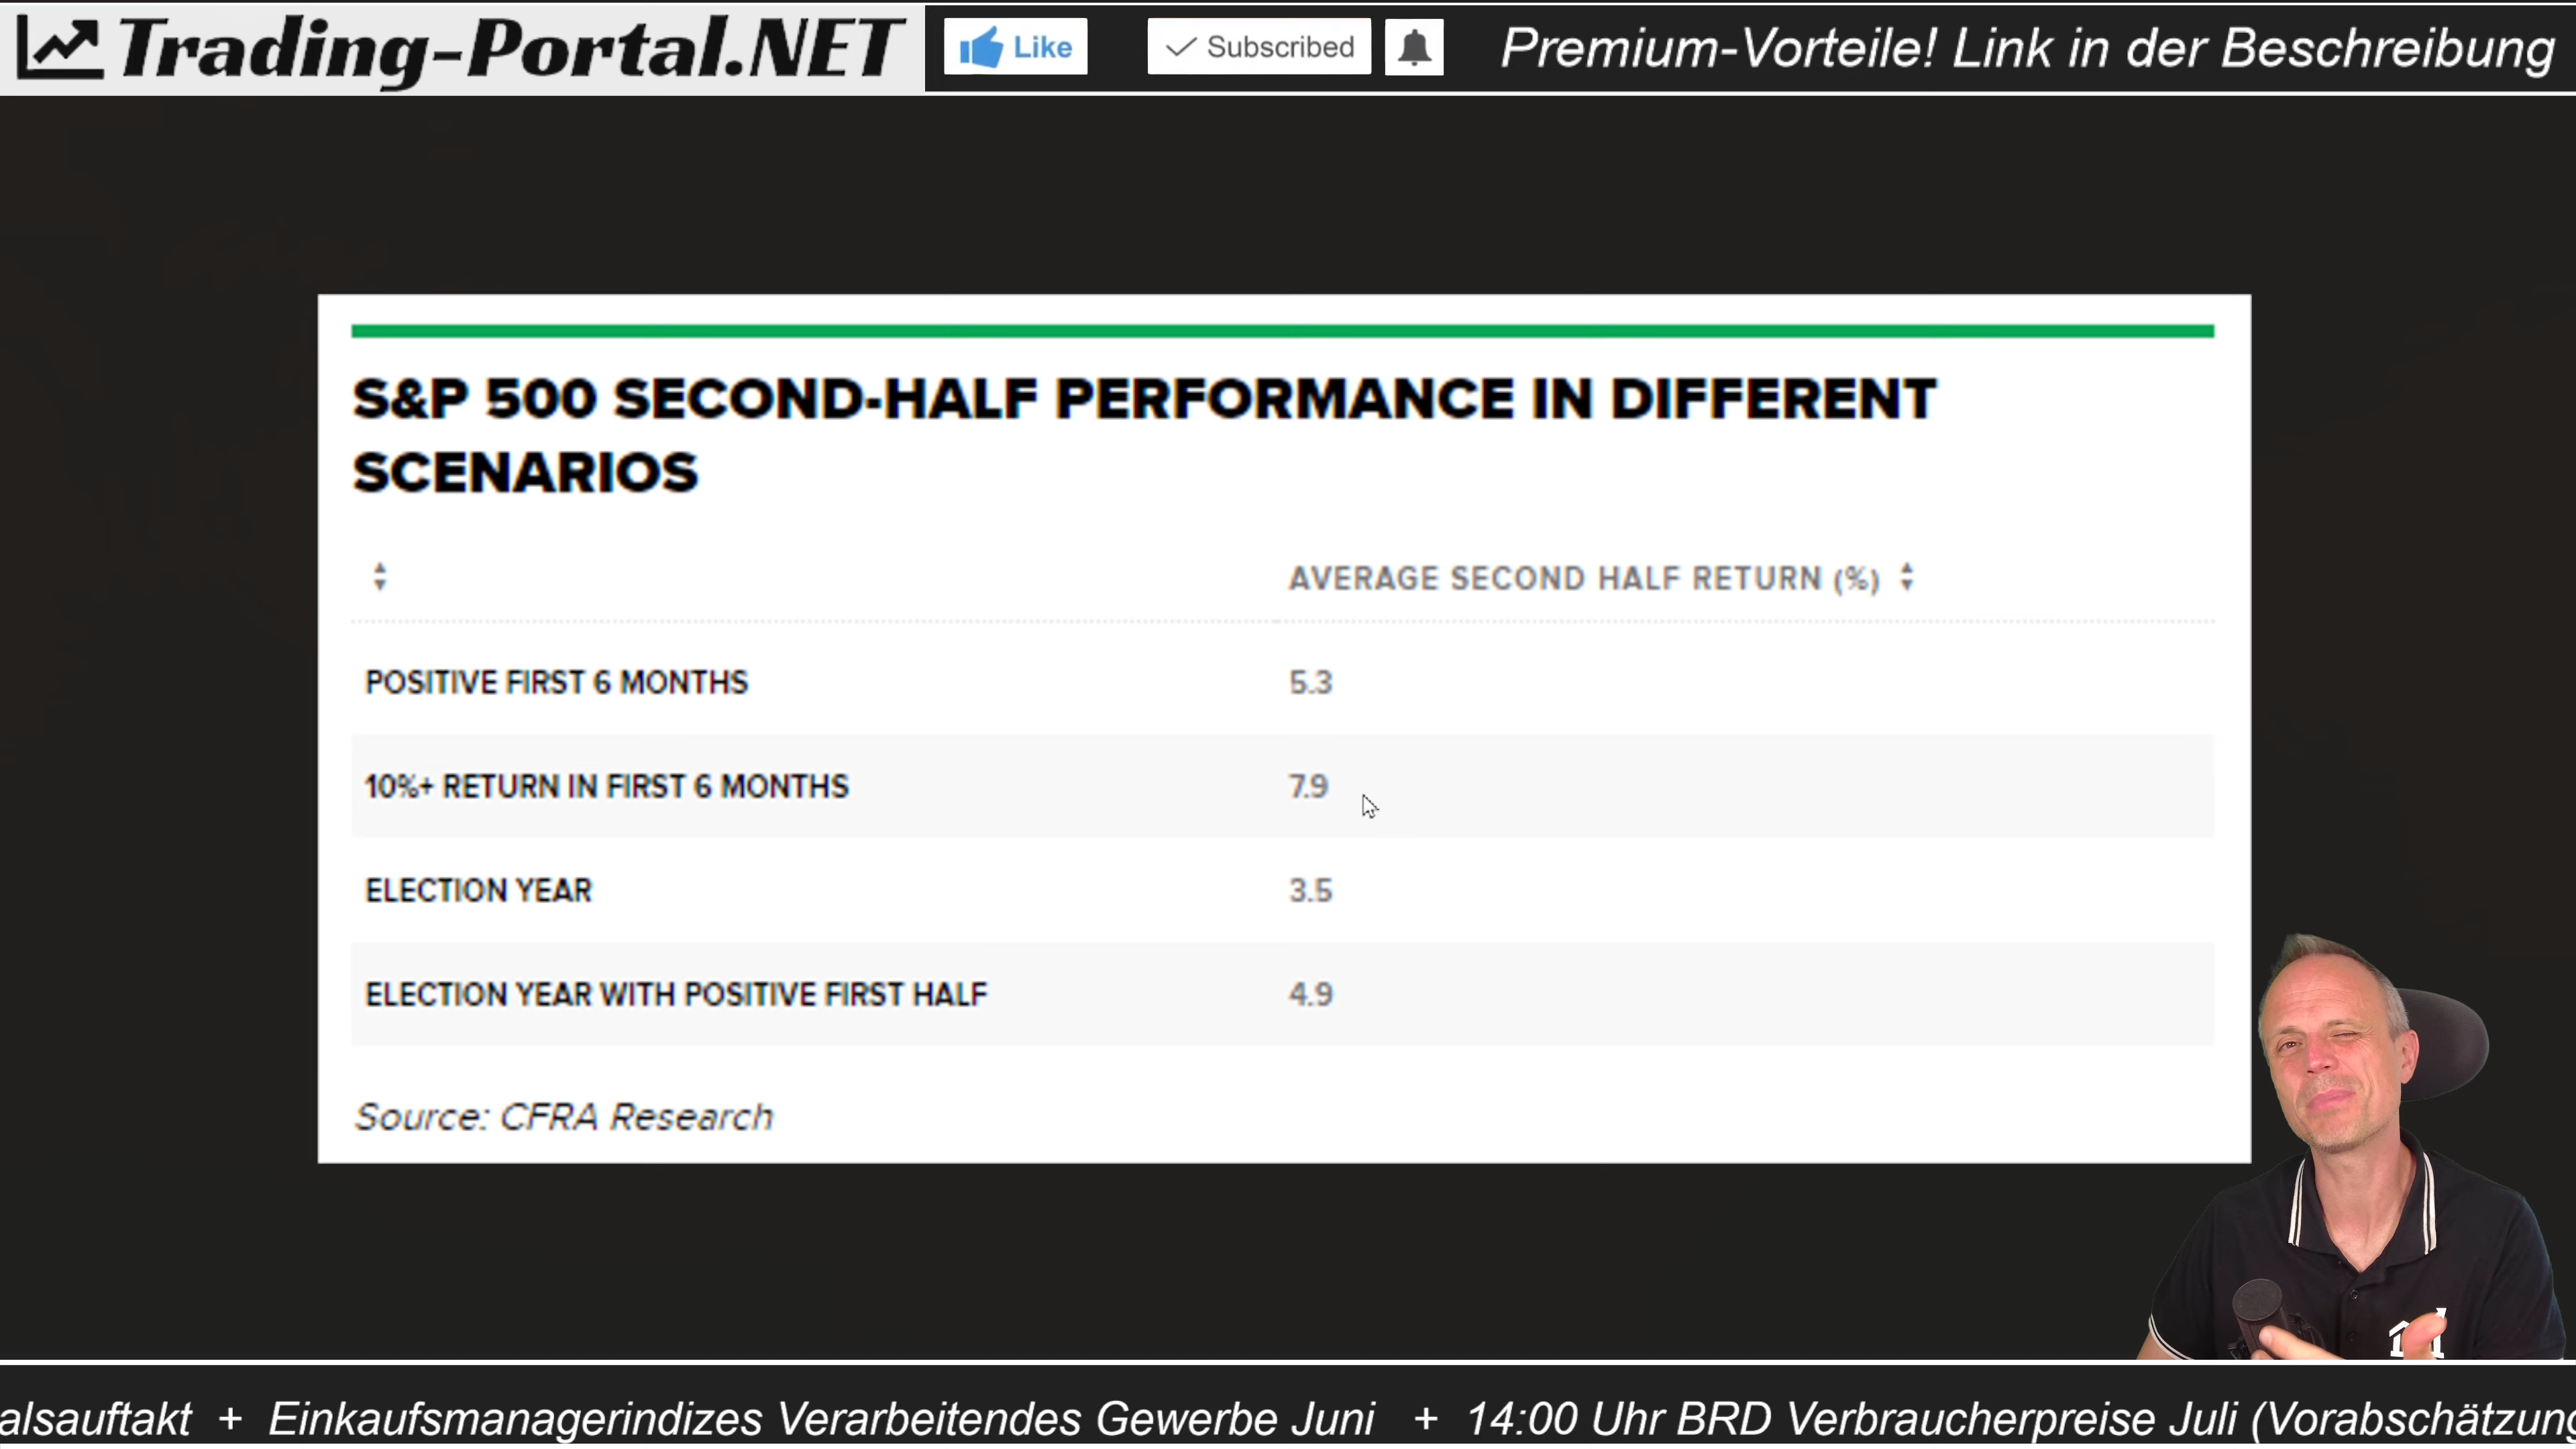 Trading-Portal.NET
Like
Subscribed
Premium-Vorteile! Link in der Beschreibung
S&P 500 SECOND-HALF PERFORMANCE IN DIFFERENT
SCENARIOS
AVERAGE SECOND HALF RETURN (%)
POSITIVE FIRST 6 MONTHS 5.3
10%+ RETURN IN FIRST 6 MONTHS 7.9
ELECTION YEAR 3.5
ELECTION YEAR WITH POSITIVE FIRST HALF 4.9
Source: CFRA Research
alsauftakt + Einkaufsmanagerindizes Verarbeitendes Gewerbe Juni + 14:00 Uhr BRD Verbraucherpreise Juli (Vorabschätzun